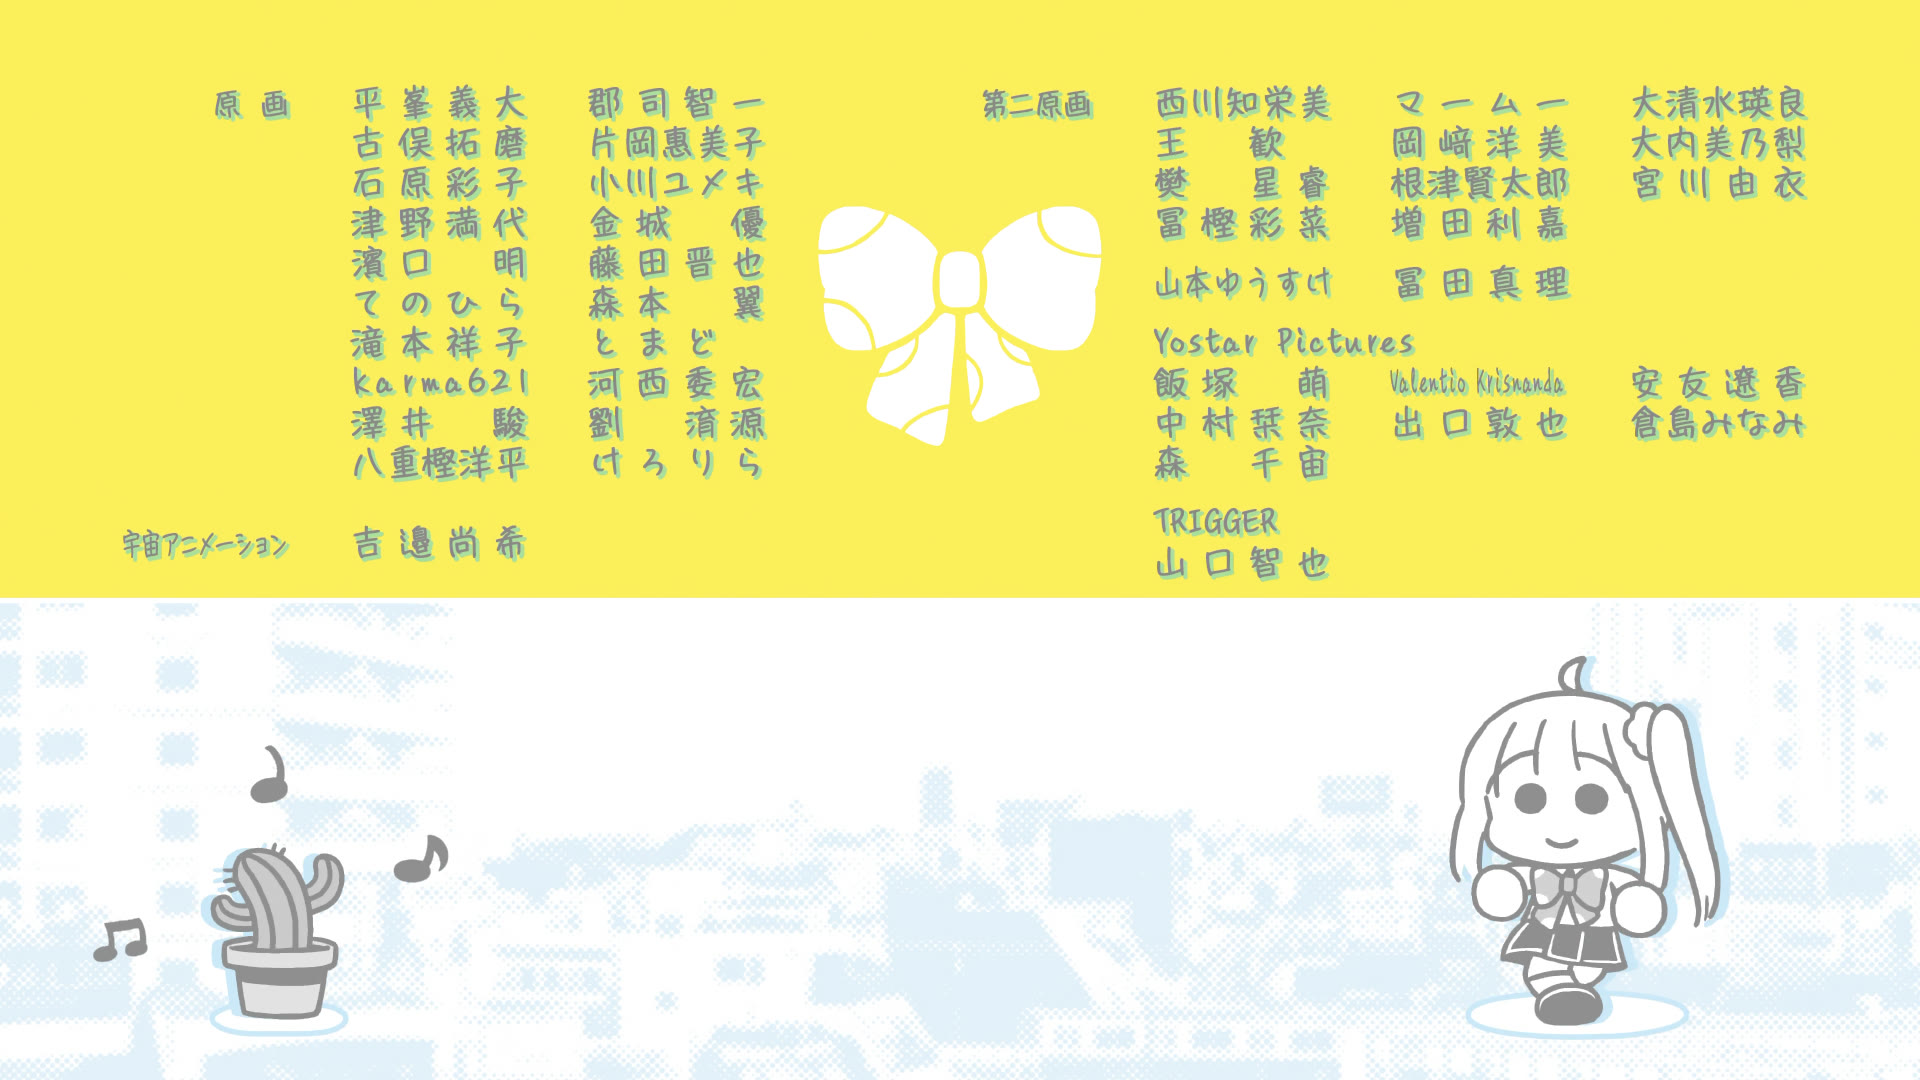 原画 平峯義大 郡司智一
古俣拓磨 片岡恵美子
石原彩子 小川ユメキ
津野満代 金城優
濱口明 藤田晋也
てのひら 森本翼
滝本祥子 とまど
karma621 河西委宏
澤井駿 劉淯源
八重樫洋平 けろりら
宇宙アニメーション 吉邉尚希
第二原画 西川知栄美 マームー 大清水瑛良
王歓 岡﨑洋美 大内美乃梨
樊星睿 根津賢太郎 宮川由衣
冨樫彩菜 増田利嘉
山本ゆうすけ 冨田真理
Yostar Pictures
飯塚萌 Valentio Krisnanda 安友遼香
中村栞奈 出口敦也 倉島みなみ
森千宙
TRIGGER
山口智也